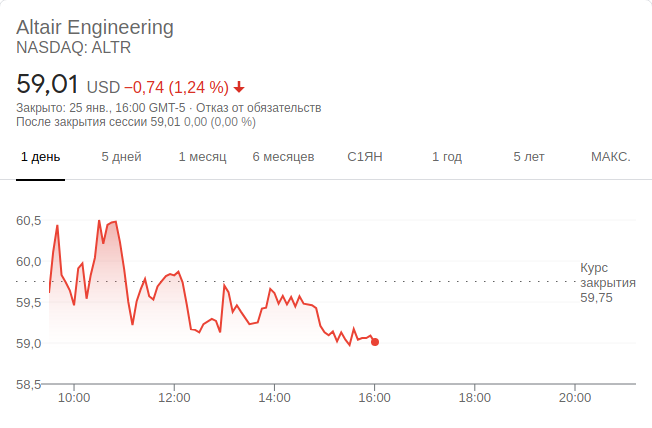 Altair Engineering
NASDAQ: ALTR
59,01 USD −0,74 (1,24 %)
Закрыто: 25 янв., 16:00 GMT-5 · Отказ от обязательств
После закрытия сессии 59,01 0,00 (0,00 %)
1 день 5 дней 1 месяц 6 месяцев С1ЯН 1 год 5 лет МАКС.
60,5
60,0
59,5
59,0
58,5
Курс
закрытия
59,75
10:00 12:00 14:00 16:00 18:00 20:00